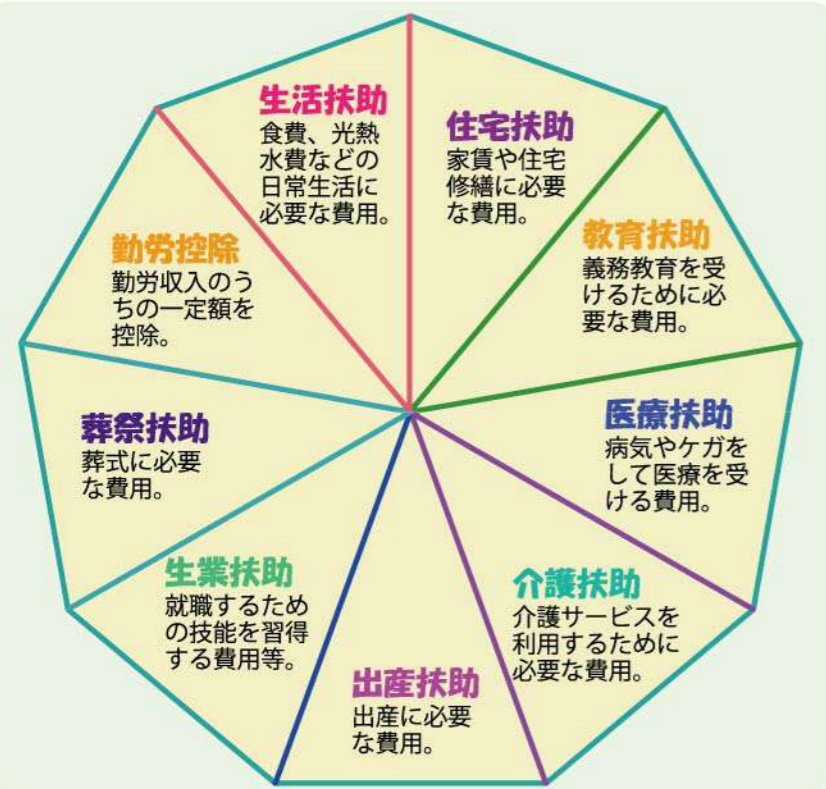 生活扶助
食費、光熱
水費などの
日常生活に
必要な費用。
住宅扶助
家賃や住宅
修繕に必要
な費用。
教育扶助
義務教育を受
けるために必
要な費用。
医療扶助
病気やケガを
して医療を受
ける費用。
介護扶助
介護サービスを
利用するために
必要な費用。
出産扶助
出産に必要
な費用。
生業扶助
就職するため
の技能を習得
する費用等。
葬祭扶助
葬式に必要
な費用。
勤労控除
勤労収入のう
ちの一定額を
控除。